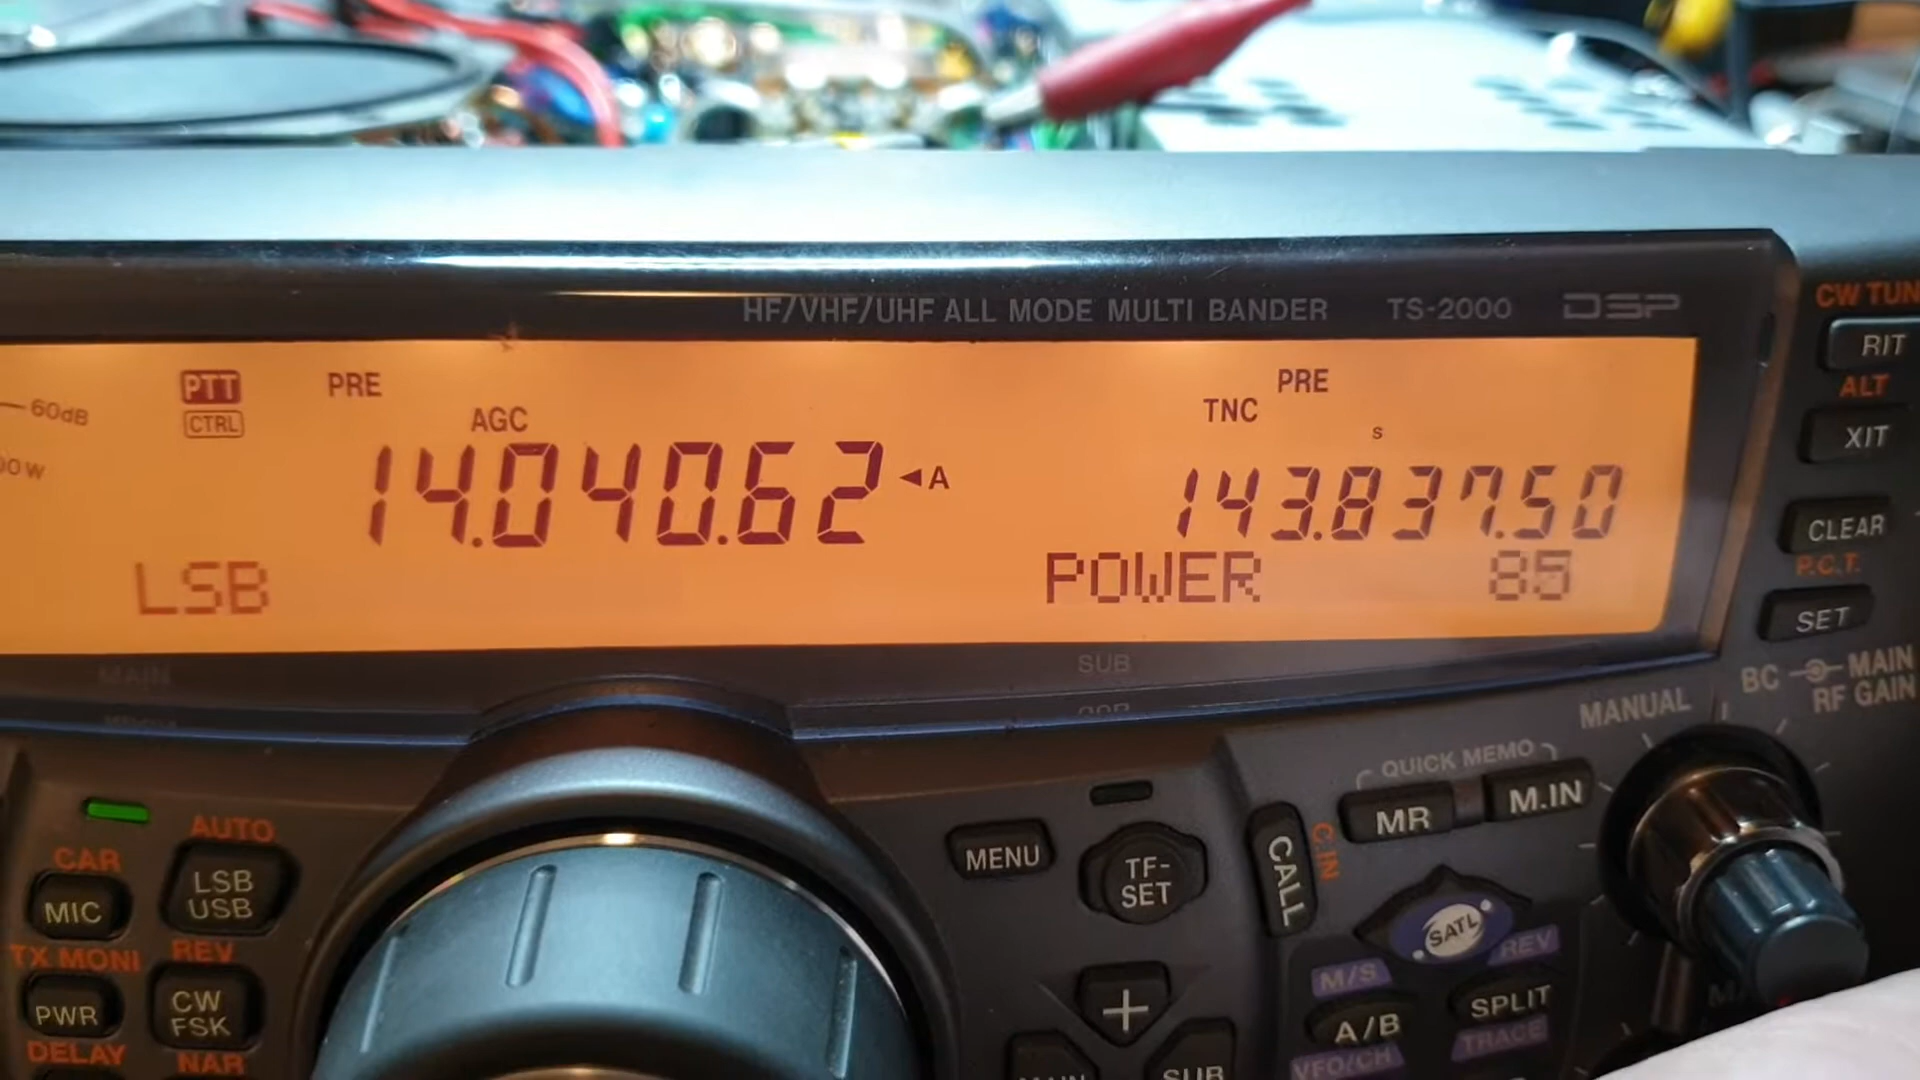 HF/VHF/UHF ALL MODE MULTI BANDER TS-2000 DSP
60dB
PTT
CTRL
PRE
AGC
14.040.62 ◄A
LSB
PRE
TNC
s
143.837.50
POWER 85
MAIN
SUB
CW TUN
RIT
ALT
XIT
CLEAR
P.C.T.
SET
BC MAIN
RF GAIN
MANUAL
QUICK MEMO
MR
M.IN
CALL
C.IN
MENU
TF-
SET
SATL
REV
M/S
A/B
VFO/CH
SPLIT
TRACE
+
MAIN
SUB
AUTO
CAR
MIC
LSB
USB
TX MONI
REV
PWR
CW
FSK
DELAY
NAR